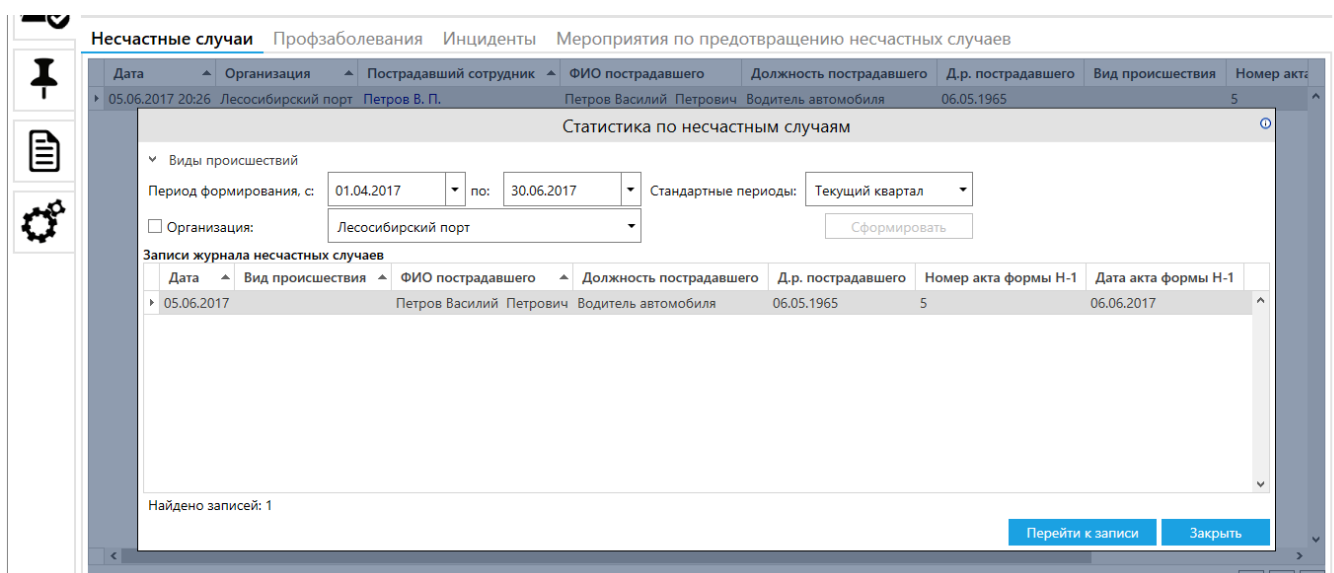 Несчастные случаи Профзаболевания Инциденты Мероприятия по предотвращению несчастных случаев
Дата Организация Пострадавший сотрудник ФИО пострадавшего Должность пострадавшего Д.р. пострадавшего Вид происшествия Номер акта
05.06.2017 20:26 Лесосибирский порт Петров В. П. Петров Василий Петрович Водитель автомобиля 06.05.1965 5
Статистика по несчастным случаям
Виды происшествий
Период формирования, с: 01.04.2017 по: 30.06.2017 Стандартные периоды: Текущий квартал
Организация: Лесосибирский порт Сформировать
Записи журнала несчастных случаев
Дата Вид происшествия ФИО пострадавшего Должность пострадавшего Д.р. пострадавшего Номер акта формы Н-1 Дата акта формы Н-1
05.06.2017 Петров Василий Петрович Водитель автомобиля 06.05.1965 5 06.06.2017
Найдено записей: 1
Перейти к записи Закрыть